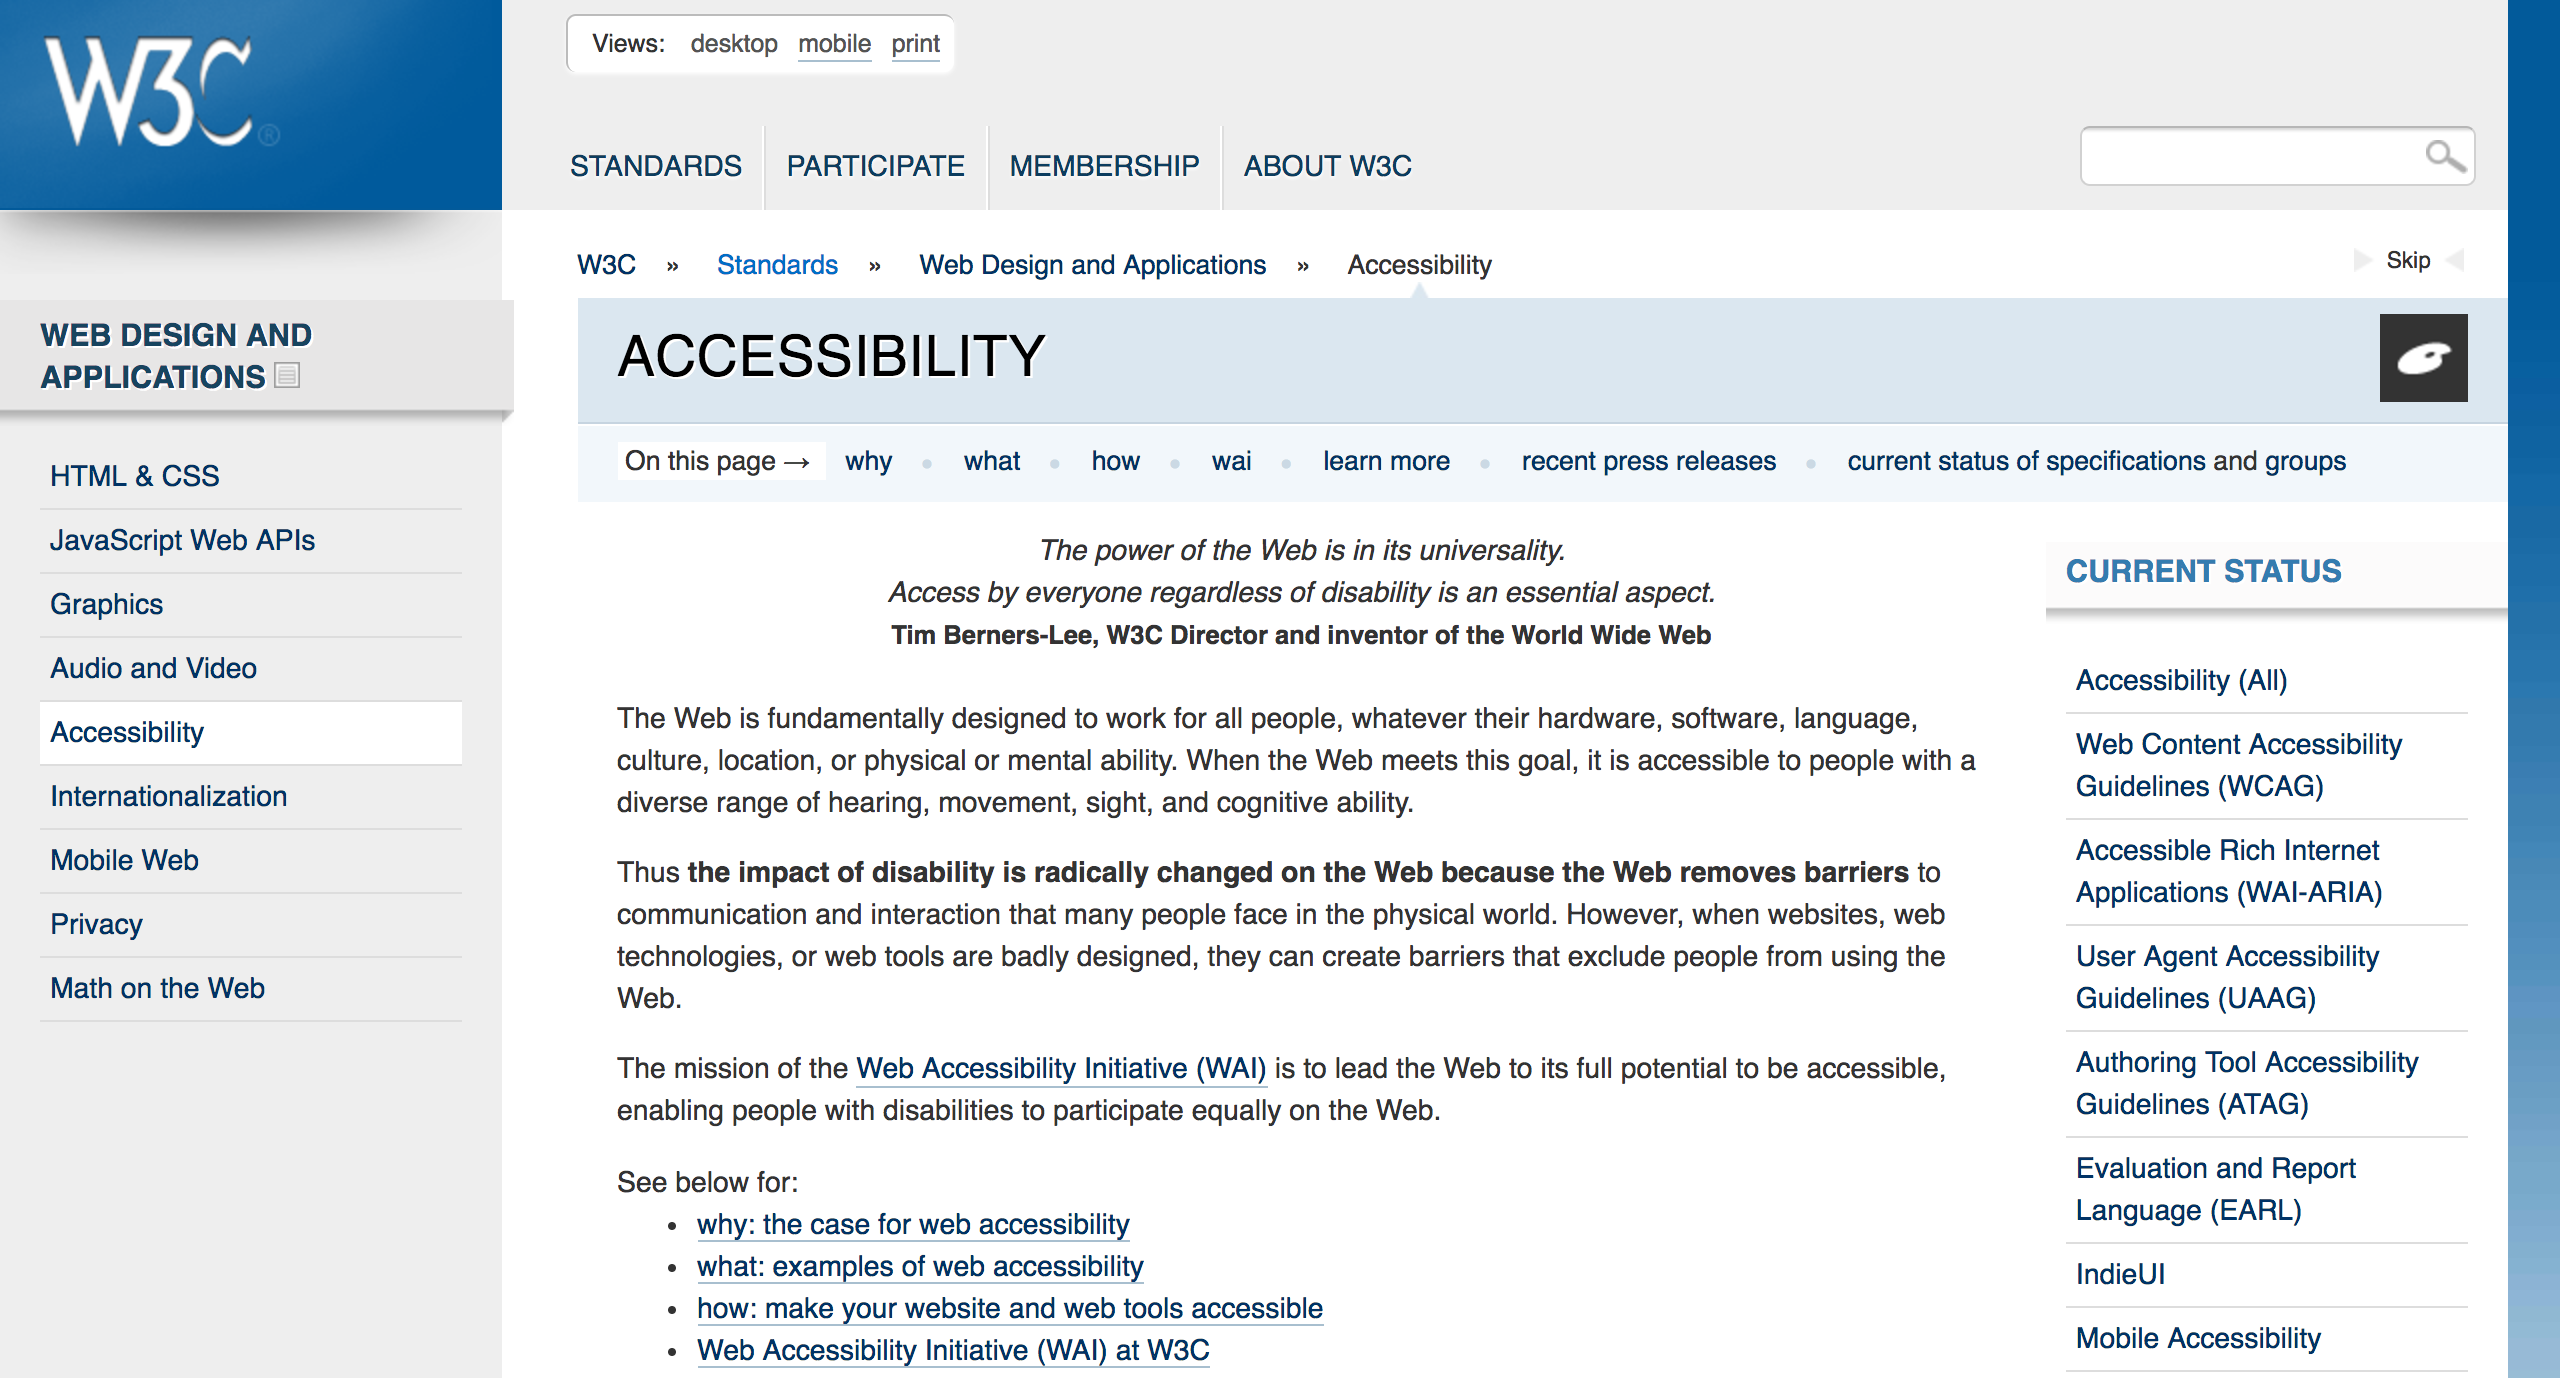 W3C®
Views: desktop mobile print
STANDARDS PARTICIPATE MEMBERSHIP ABOUT W3C
W3C » Standards » Web Design and Applications » Accessibility
Skip
WEB DESIGN AND
APPLICATIONS
HTML & CSS
JavaScript Web APIs
Graphics
Audio and Video
Accessibility
Internationalization
Mobile Web
Privacy
Math on the Web
ACCESSIBILITY
On this page → why • what • how • wai • learn more • recent press releases • current status of specifications and groups
The power of the Web is in its universality.
Access by everyone regardless of disability is an essential aspect.
Tim Berners-Lee, W3C Director and inventor of the World Wide Web
The Web is fundamentally designed to work for all people, whatever their hardware, software, language,
culture, location, or physical or mental ability. When the Web meets this goal, it is accessible to people with a
diverse range of hearing, movement, sight, and cognitive ability.
Thus the impact of disability is radically changed on the Web because the Web removes barriers to
communication and interaction that many people face in the physical world. However, when websites, web
technologies, or web tools are badly designed, they can create barriers that exclude people from using the
Web.
The mission of the Web Accessibility Initiative (WAI) is to lead the Web to its full potential to be accessible,
enabling people with disabilities to participate equally on the Web.
See below for:
• why: the case for web accessibility
• what: examples of web accessibility
• how: make your website and web tools accessible
• Web Accessibility Initiative (WAI) at W3C
CURRENT STATUS
Accessibility (All)
Web Content Accessibility
Guidelines (WCAG)
Accessible Rich Internet
Applications (WAI-ARIA)
User Agent Accessibility
Guidelines (UAAG)
Authoring Tool Accessibility
Guidelines (ATAG)
Evaluation and Report
Language (EARL)
IndieUI
Mobile Accessibility